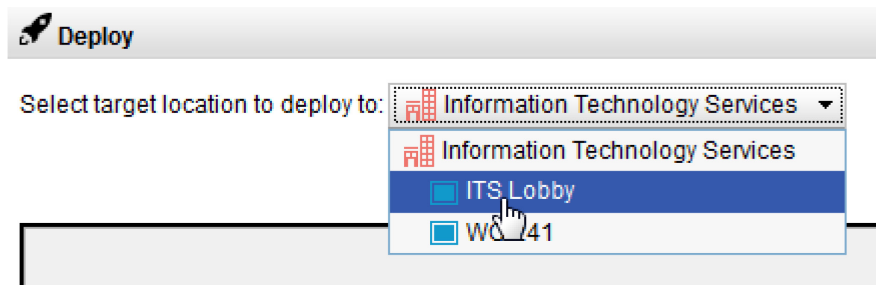 Deploy
Select target location to deploy to: Information Technology Services
Information Technology Services
ITS Lobby